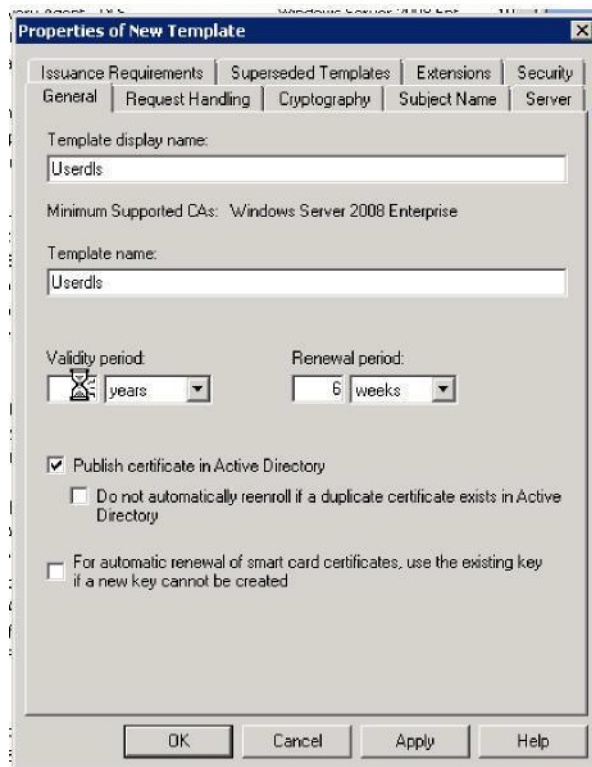 Properties of New Template
Issuance Requirements Superseded Templates Extensions Security
General Request Handling Cryptography Subject Name Server
Template display name:
Userdls
Minimum Supported CAs: Windows Server 2008 Enterprise
Template name:
Userdls
Validity period: Renewal period:
years 6 weeks
Publish certificate in Active Directory
Do not automatically reenroll if a duplicate certificate exists in Active
Directory
For automatic renewal of smart card certificates, use the existing key
if a new key cannot be created
OK Cancel Apply Help